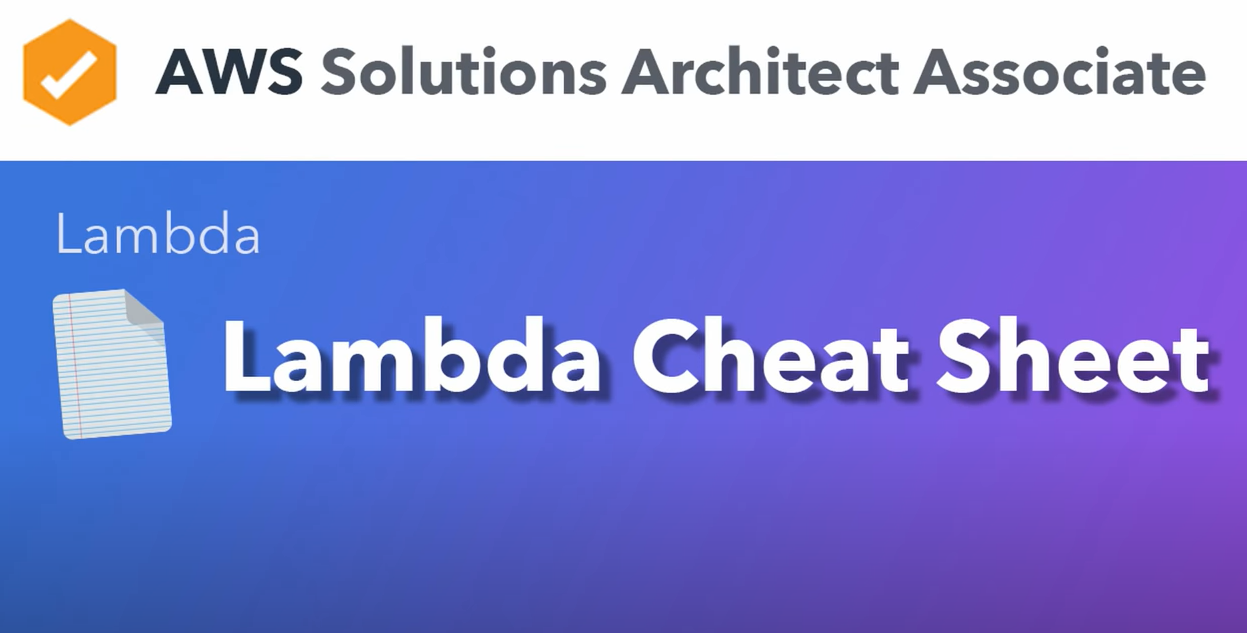 AWS Solutions Architect Associate
Lambda
Lambda Cheat Sheet